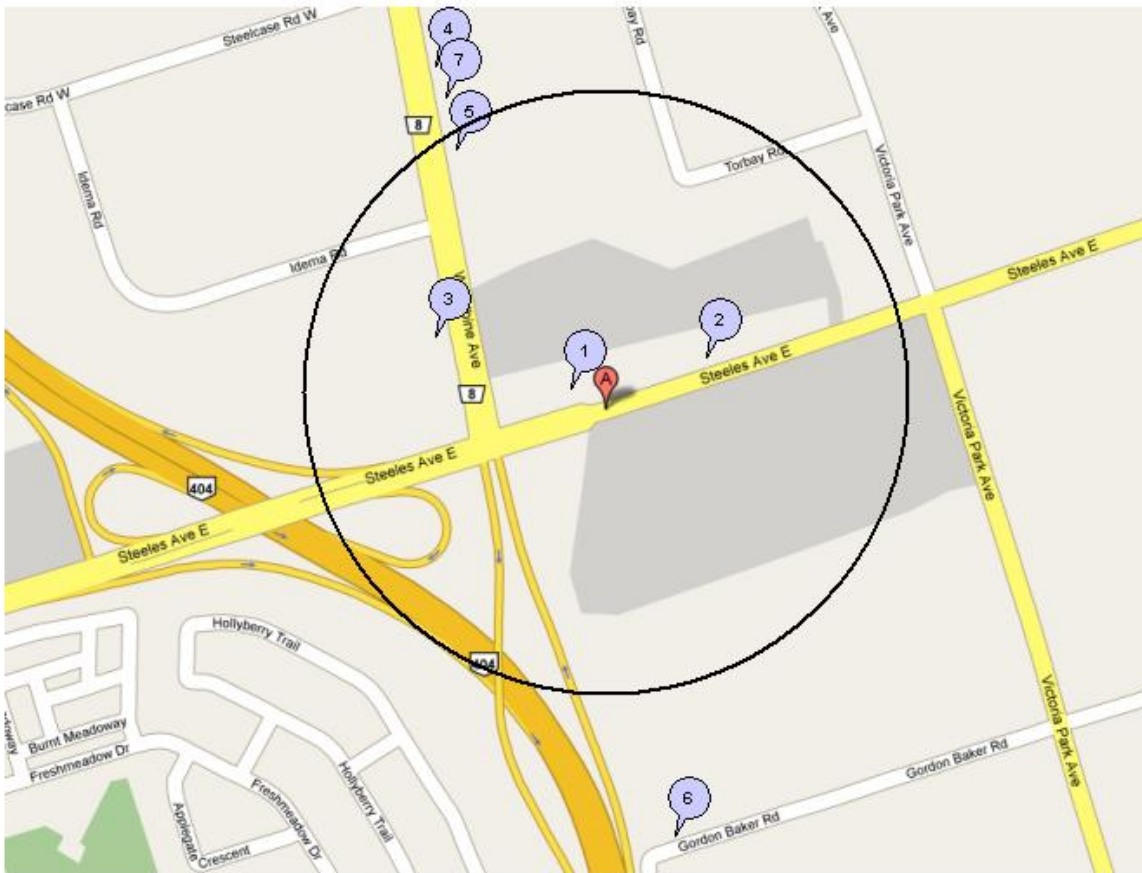 4
Steelcase Rd W
7
case Rd W
5
8
Torbay Rd
Victoria Park Ave
Idema Rd
Idema Rd
Steeles Ave E
3
2
1
A
Steeles Ave E
8
Victoria Park Ave
Steeles Ave E
404
Steeles Ave E
Hollyberry Trail
404
Victoria Park Ave
Burnt Meadoway
Freshmeadow Dr
Gordon Baker Rd
Hollyberry Trail
6
Freshmeadow Dr
Applegate
Crescent
Gordon Baker Rd